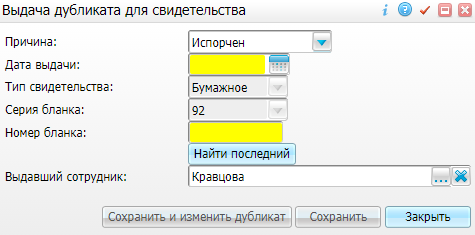 Выдача дубликата для свидетельства
Причина: Испорчен
Дата выдачи:
Тип свидетельства: Бумажное
Серия бланка: 92
Номер бланка:
Найти последний
Выдавший сотрудник: Кравцова ...
Сохранить и изменить дубликат Сохранить Закрыть